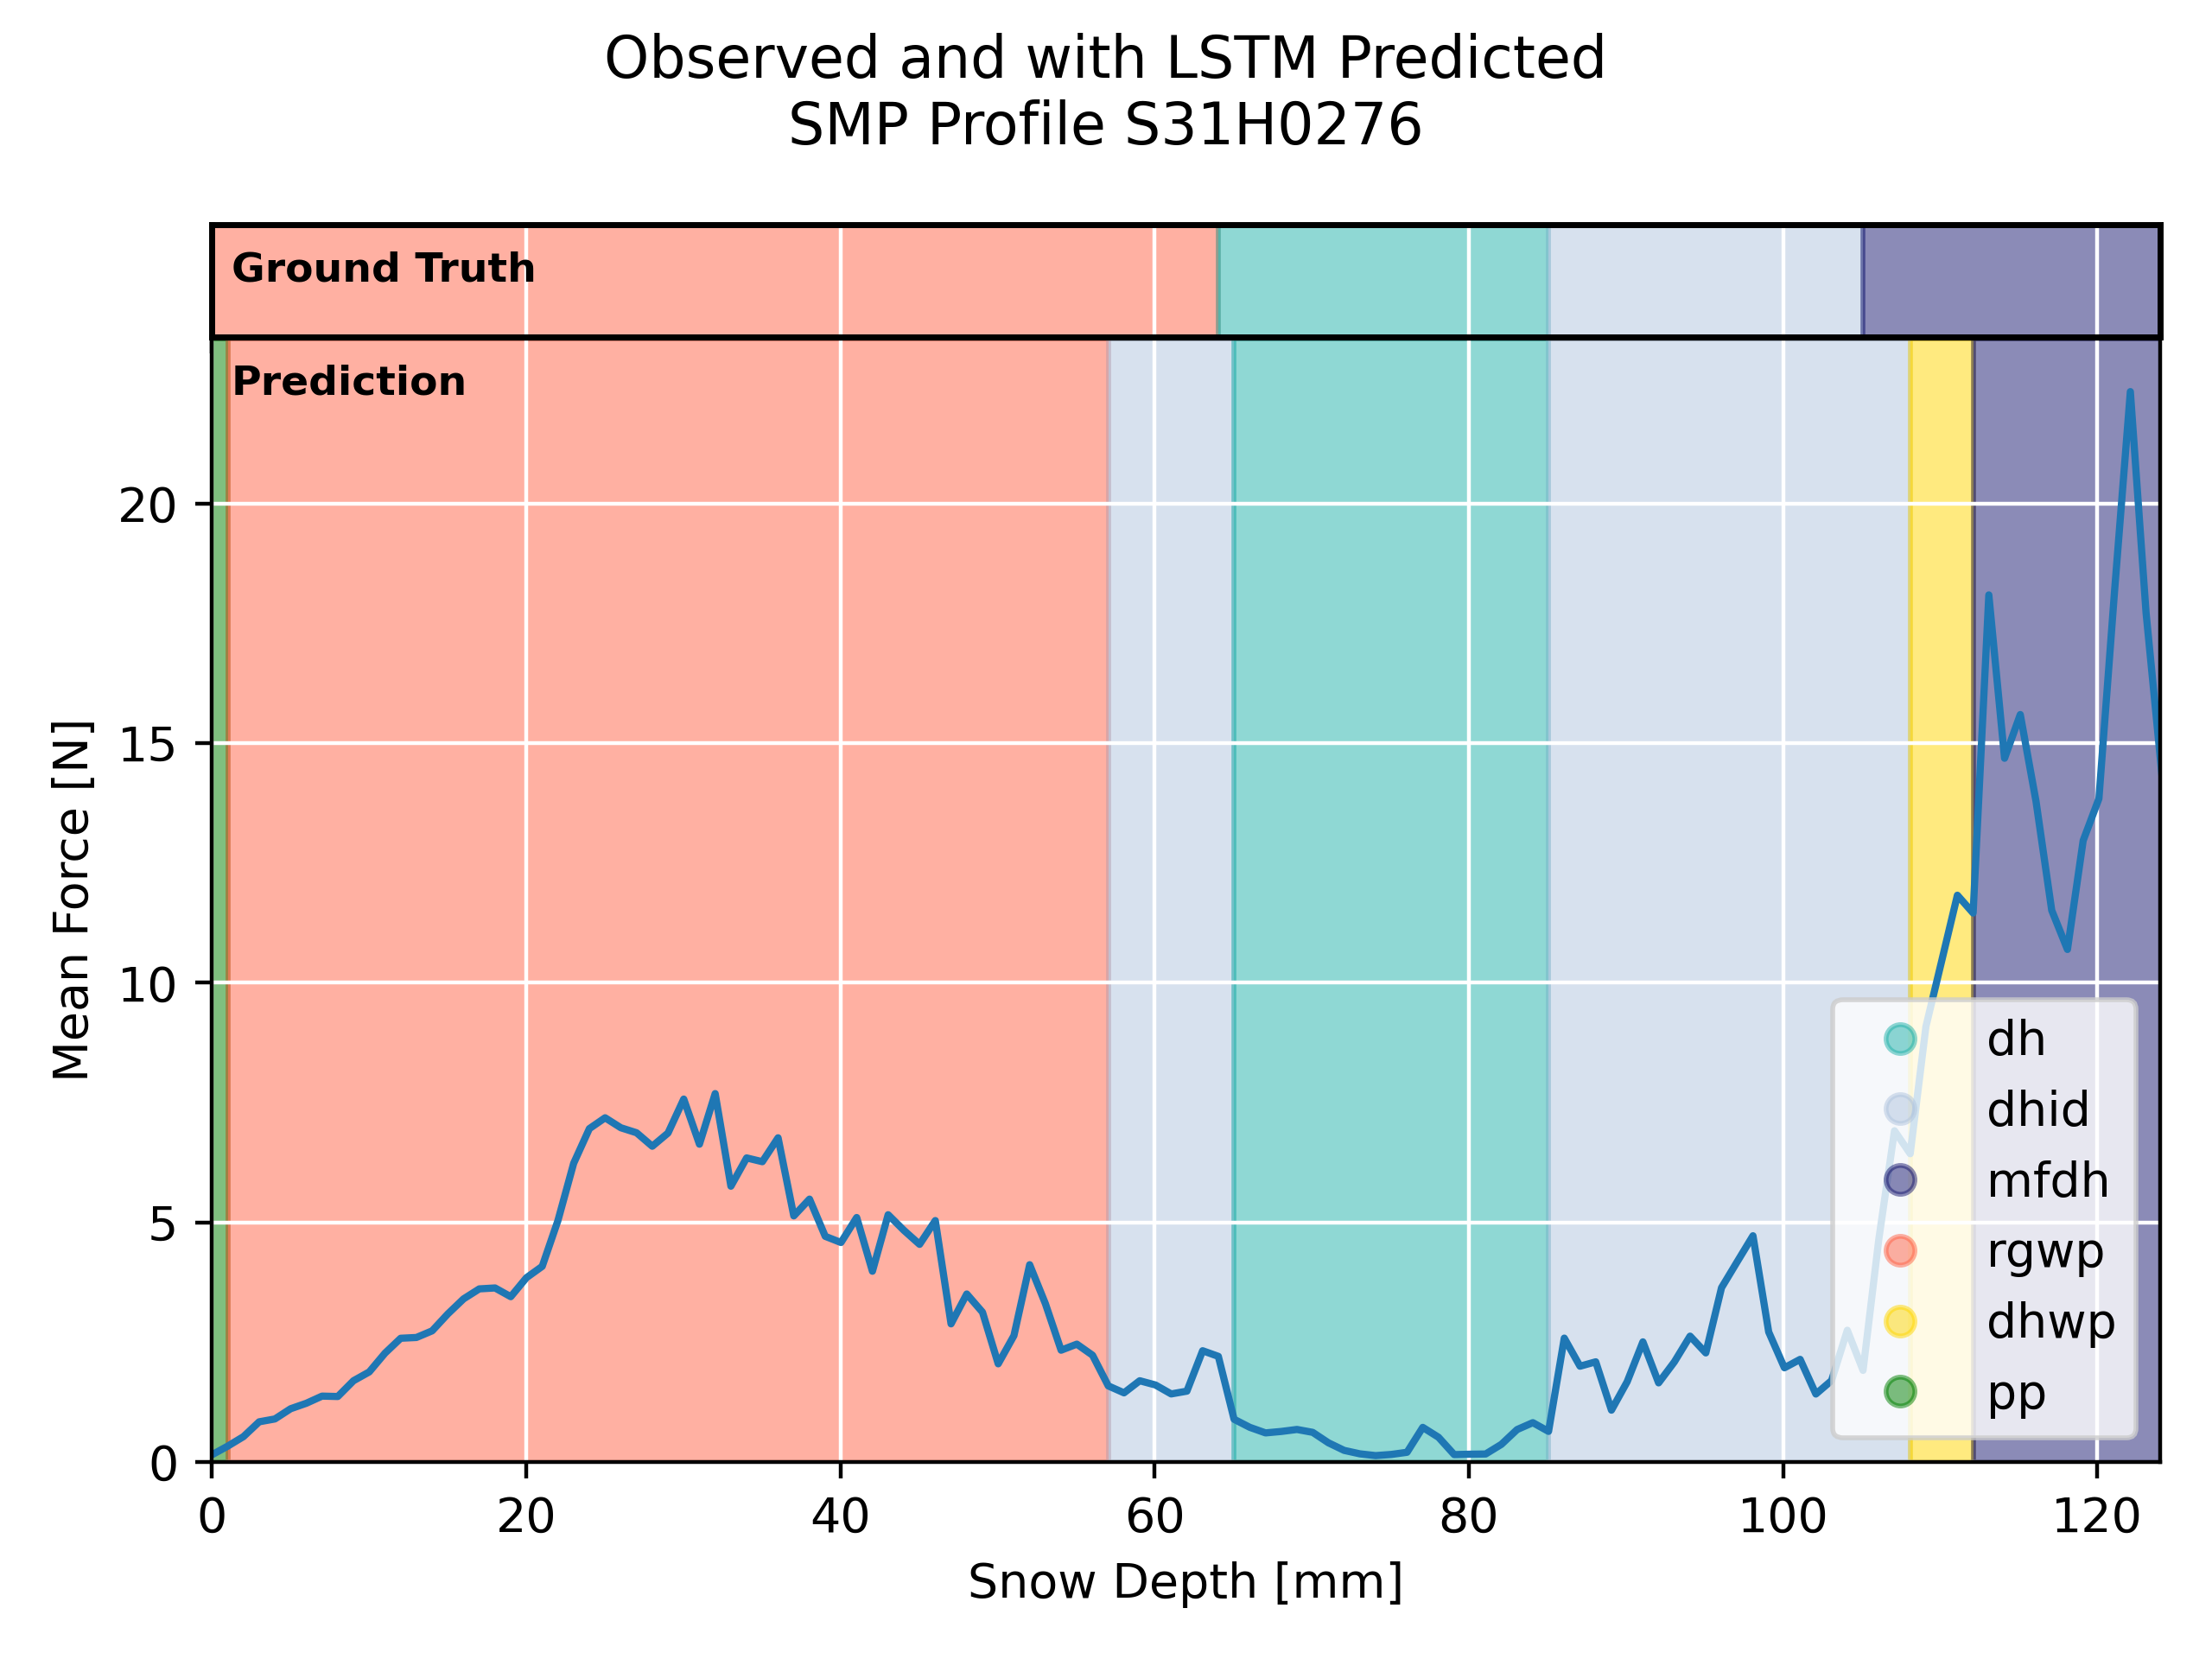 Observed and with LSTM Predicted
SMP Profile S31H0276
Ground Truth
Prediction
20
15
10
5
0
Mean Force [N]
dh
dhid
mfdh
rgwp
dhwp
pp
0 20 40 60 80 100 120
Snow Depth [mm]